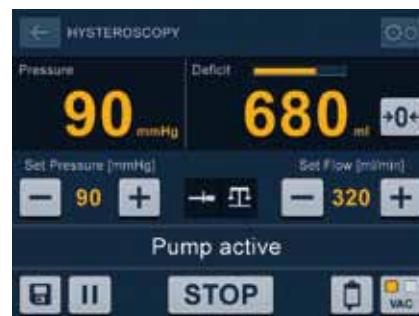 HYSTEROSCOPY
Pressure
Deficit
90 mmHg
680 ml
→0←
Set Pressure [mmHg]
Set Flow [ml/min]
− 90 +
− 320 +
Pump active
STOP
VAC